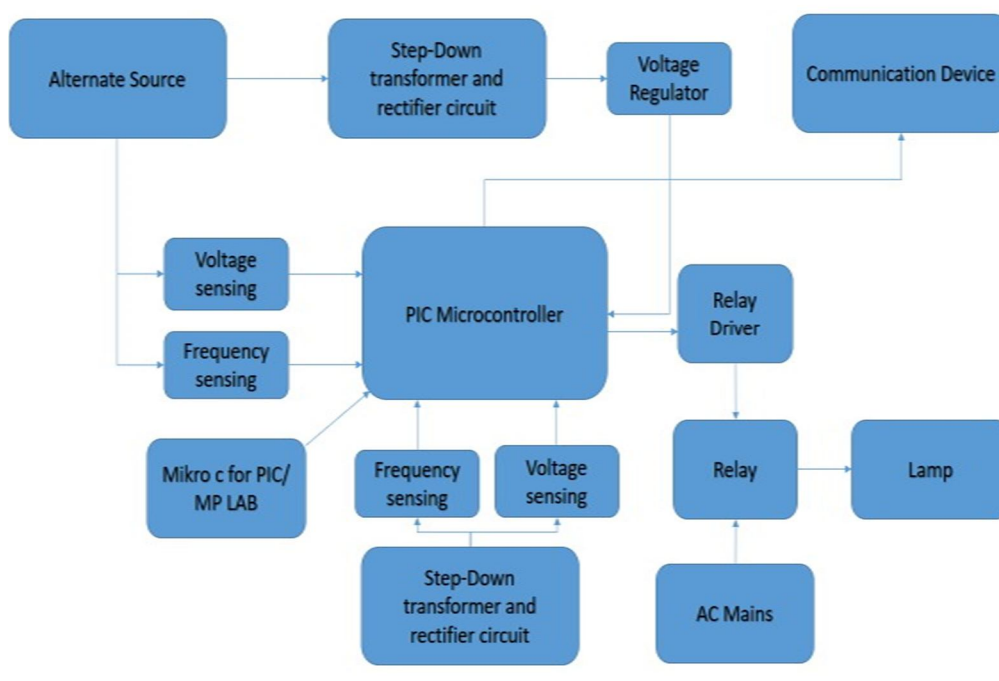 Alternate Source
Step-Down
transformer and
rectifier circuit
Voltage
Regulator
Communication Device
Voltage
sensing
PIC Microcontroller
Relay
Driver
Frequency
sensing
Mikro c for PIC/
MP LAB
Frequency
sensing
Voltage
sensing
Relay
Lamp
Step-Down
transformer and
rectifier circuit
AC Mains